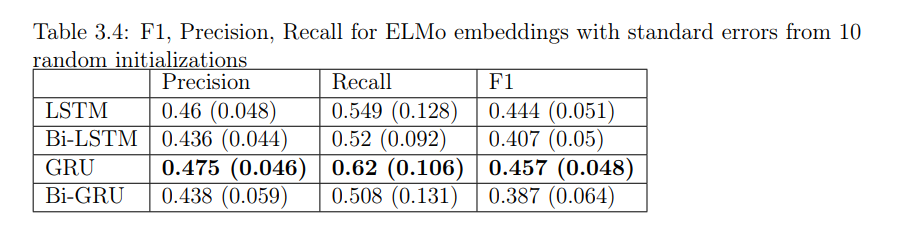 Table 3.4: F1, Precision, Recall for ELMo embeddings with standard errors from 10
random initializations
Precision Recall F1
LSTM 0.46 (0.048) 0.549 (0.128) 0.444 (0.051)
Bi-LSTM 0.436 (0.044) 0.52 (0.092) 0.407 (0.05)
GRU 0.475 (0.046) 0.62 (0.106) 0.457 (0.048)
Bi-GRU 0.438 (0.059) 0.508 (0.131) 0.387 (0.064)